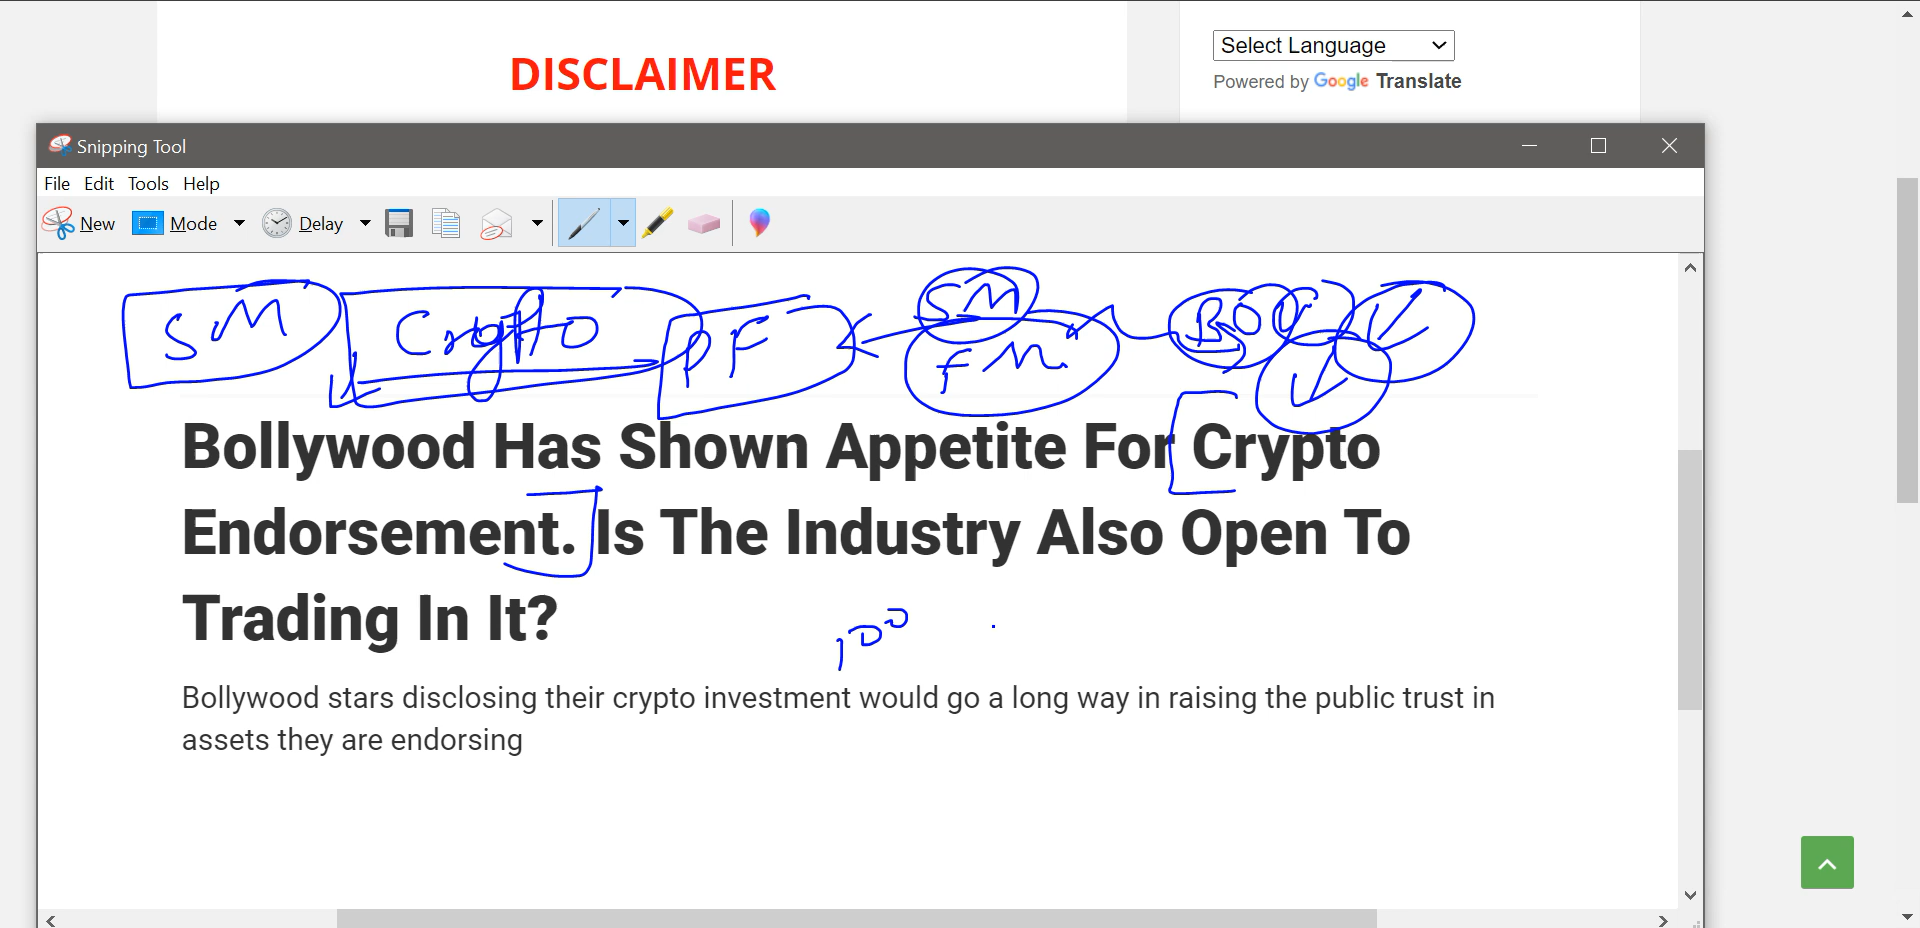 DISCLAIMER
Select Language
Powered by Google Translate
Snipping Tool
File Edit Tools Help
New Mode Delay
SM Crypto PF SM
FM
Bollywood Has Shown Appetite For Crypto
Endorsement. Is The Industry Also Open To
Trading In It?
100
Bollywood stars disclosing their crypto investment would go a long way in raising the public trust in
assets they are endorsing